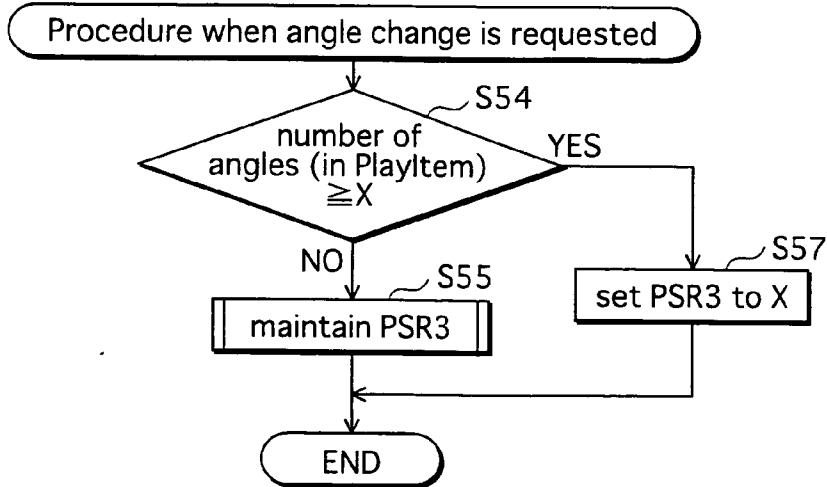 Procedure when angle change is requested
S54
number of
angles (in PlayItem)
≧X
YES
NO
S55
maintain PSR3
S57
set PSR3 to X
END